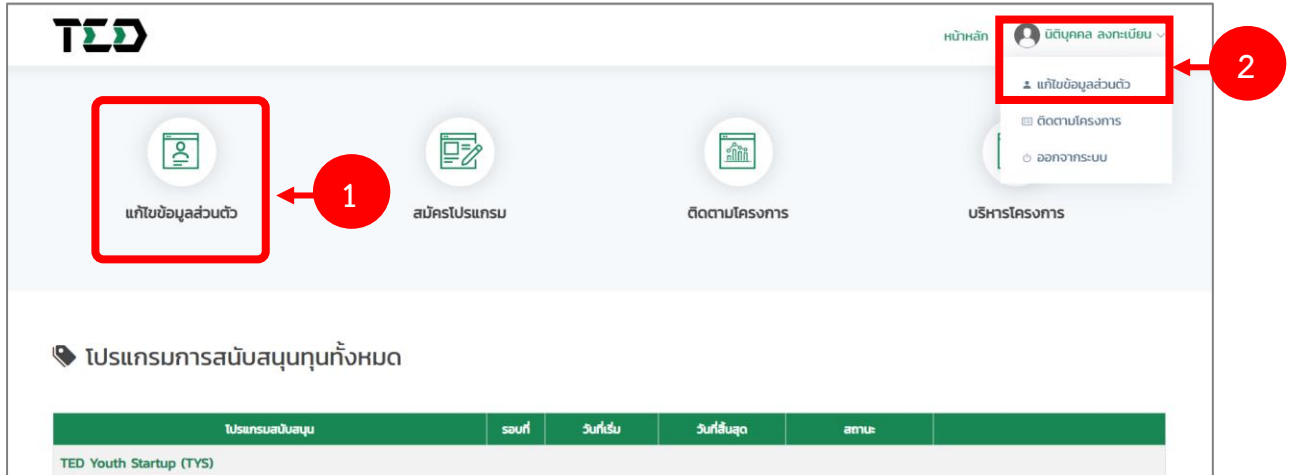 TED
หน้าหลัก
นิติบุคคล ลงทะเบียน
2
แก้ไขข้อมูลส่วนตัว
ติดตามโครงการ
ออกจากระบบ
1
แก้ไขข้อมูลส่วนตัว
สมัครโปรแกรม
ติดตามโครงการ
บริหารโครงการ
โปรแกรมการสนับสนุนทุนทั้งหมด
โปรแกรมสนับสนุน รอบที่ วันที่เริ่ม วันที่สิ้นสุด สถานะ
TED Youth Startup (TYS)